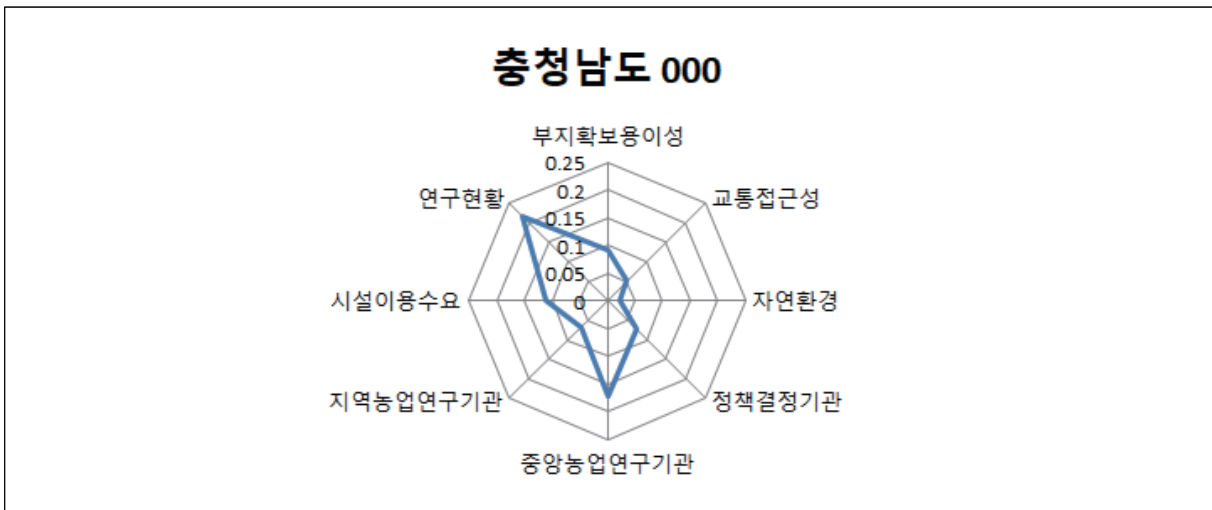 충청남도 000
부지확보용이성
0.25
0.2
0.15
0.1
0.05
0
연구현황
교통접근성
시설이용수요
자연환경
지역농업연구기관
정책결정기관
중앙농업연구기관